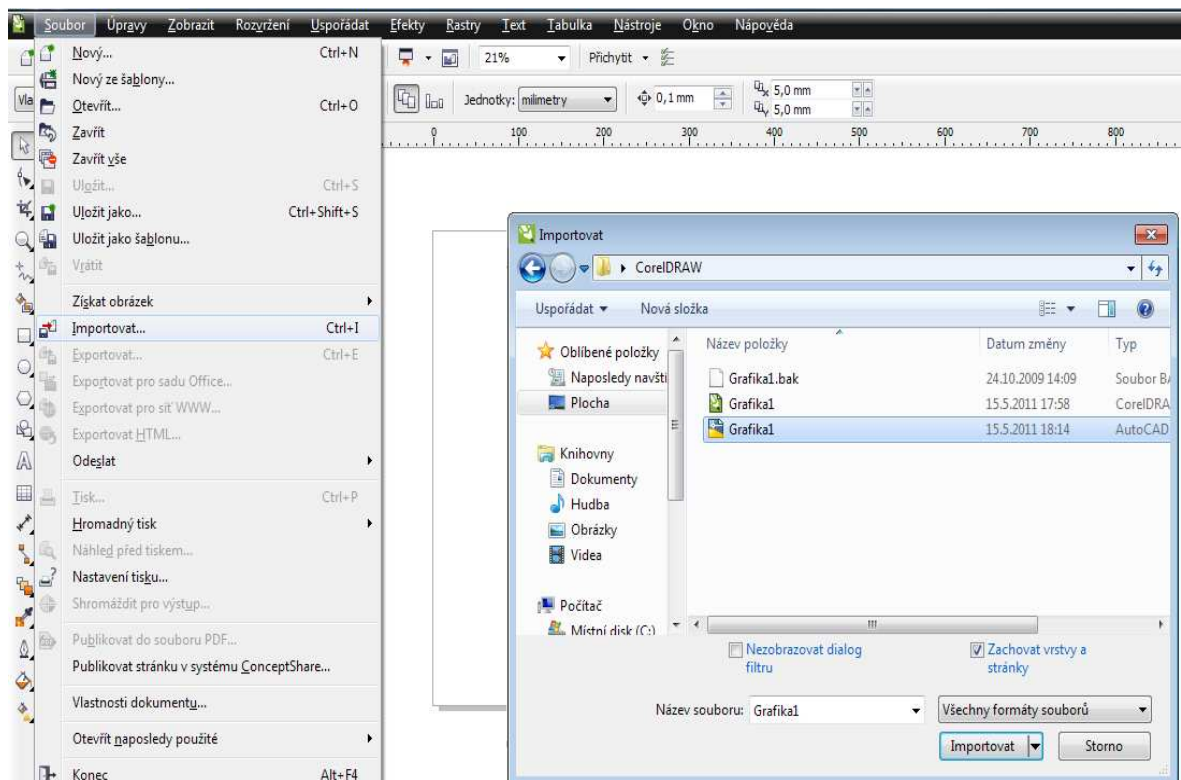 Soubor Úpravy Zobrazit Rozvržení Uspořádat Efekty Rastry Text Tabulka Nástroje Okno Nápověda
Nový... Ctrl+N
Nový ze šablony...
Otevřít... Ctrl+O
Zavřít
Zavřít vše
Uložit... Ctrl+S
Uložit jako... Ctrl+Shift+S
Uložit jako šablonu...
Vrátit
Získat obrázek
Importovat... Ctrl+I
Exportovat... Ctrl+E
Exportovat pro sadu Office...
Exportovat pro síť WWW...
Exportovat HTML...
Odeslat
Tisk... Ctrl+P
Hromadný tisk
Náhled před tiskem...
Nastavení tisku...
Shromáždit pro výstup...
Publikovat do souboru PDF...
Publikovat stránku v systému ConceptShare...
Vlastnosti dokumentu...
Otevřít naposledy použité
Konec Alt+F4
21% Přichytit
Vla
Jednotky: milimetry 0,1 mm 5,0 mm
5,0 mm
0 100 200 300 400 500 600 700 800
Importovat
CorelDRAW
Uspořádat Nová složka
Oblíbené položky
Naposledy navšti
Plocha
Knihovny
Dokumenty
Hudba
Obrázky
Videa
Počítač
Místní disk (C:)
Název položky Datum změny Typ
Grafika1.bak 24.10.2009 14:09 Soubor BA
Grafika1 15.5.2011 17:58 CorelDRA
Grafika1 15.5.2011 18:14 AutoCAD
Nezobrazovat dialog
filtru
Zachovat vrstvy a
stránky
Název souboru: Grafika1 Všechny formáty souborů
Importovat Storno